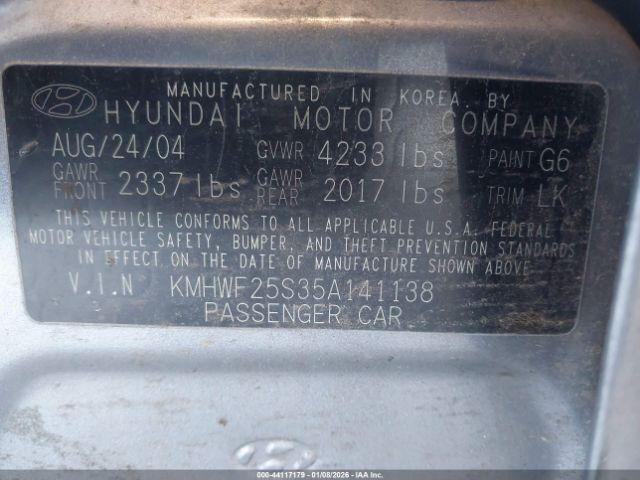 MANUFACTURED IN KOREA. BY
HYUNDAI MOTOR COMPANY
AUG/24/04 GVWR 4233 lbs PAINT G6
GAWR FRONT 2337 lbs GAWR REAR 2017 lbs TRIM LK
THIS VEHICLE CONFORMS TO ALL APPLICABLE U.S.A. FEDERAL
MOTOR VEHICLE SAFETY, BUMPER, AND THEFT PREVENTION STANDARDS
IN EFFECT ON THE DATE OF MANUFACTURE SHOWN ABOVE.
V.I.N KMHWF25S35A141138
PASSENGER CAR
000-44117179 - 01/08/2026 - © COPYRIGHT IAA, LLC